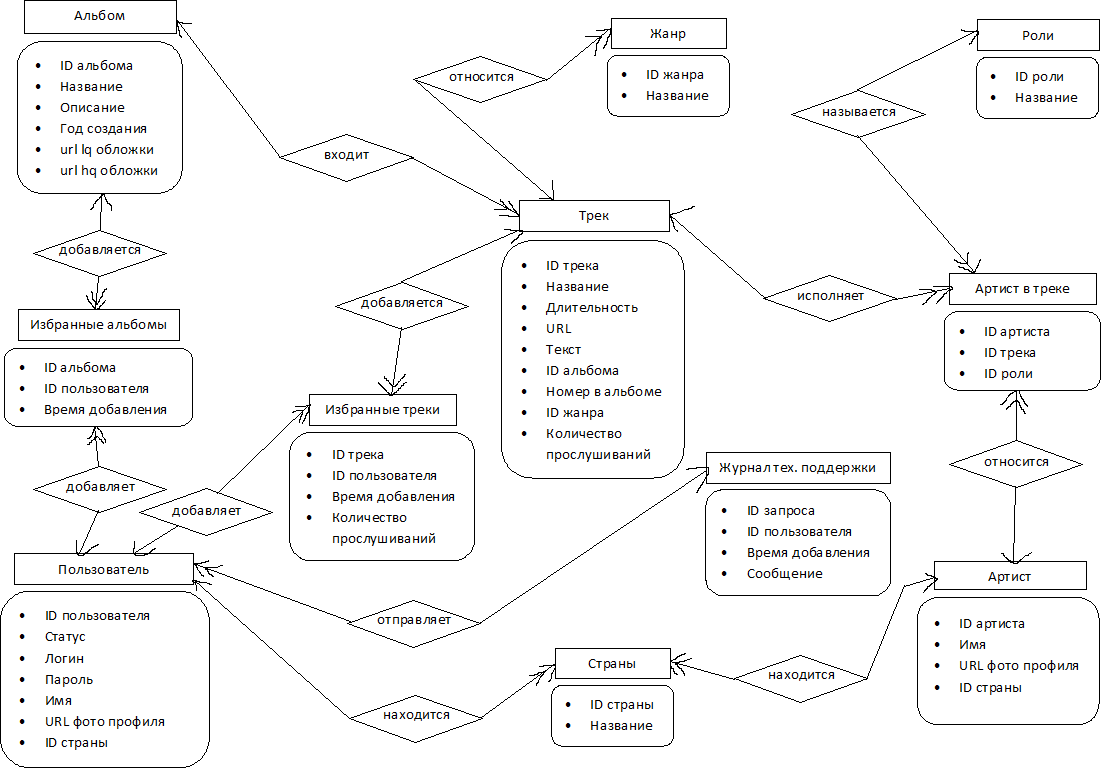 Альбом
• ID альбома
• Название
• Описание
• Год создания
• url lq обложки
• url hq обложки
входит
относится
Жанр
• ID жанра
• Название
называется
Роли
• ID роли
• Название
добавляется
Избранные альбомы
• ID альбома
• ID пользователя
• Время добавления
добавляет
добавляется
Избранные треки
• ID трека
• ID пользователя
• Время добавления
• Количество
прослушиваний
добавляет
Трек
• ID трека
• Название
• Длительность
• URL
• Текст
• ID альбома
• Номер в альбоме
• ID жанра
• Количество
прослушиваний
исполняет
Артист в треке
• ID артиста
• ID трека
• ID роли
относится
Журнал тех. поддержки
• ID запроса
• ID пользователя
• Время добавления
• Сообщение
Пользователь
• ID пользователя
• Статус
• Логин
• Пароль
• Имя
• URL фото профиля
• ID страны
отправляет
находится
Страны
• ID страны
• Название
находится
Артист
• ID артиста
• Имя
• URL фото профиля
• ID страны